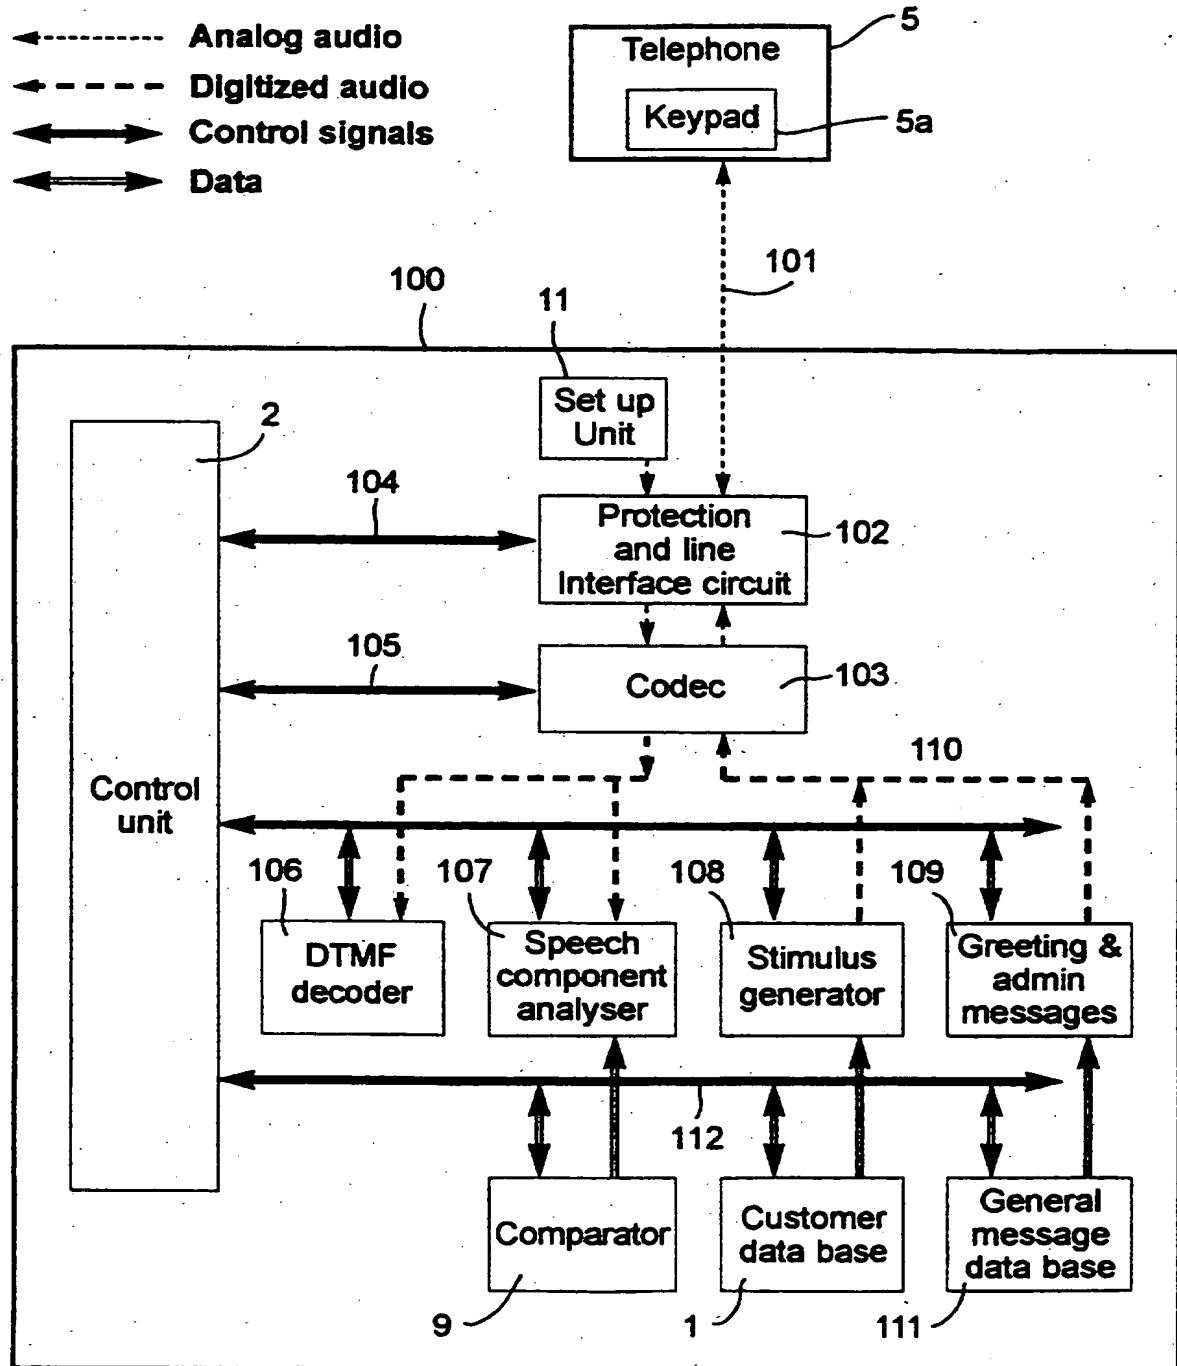 Analog audio
Digitized audio
Control signals
Data
5
Telephone
Keypad
5a
101
100
11
Set up
Unit
2
104
Protection
and line
Interface circuit
102
105
Codec
103
110
Control
unit
106
107
108
109
DTMF
decoder
Speech
component
analyser
Stimulus
generator
Greeting &
admin
messages
112
Comparator
Customer
data base
General
message
data base
9
1
111